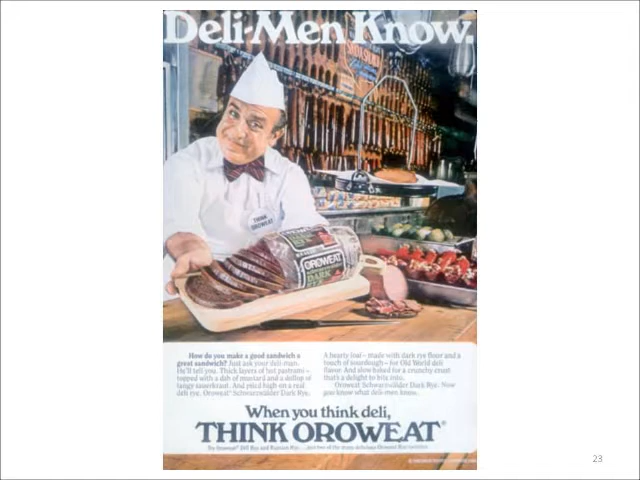 Deli-Men Know.
THINK
OROWEAT
OROWEAT
DARK
RYE
How do you make a good sandwich a
great sandwich? Just ask your deli-man.
He'll tell you. Thick layers of hot pastrami –
topped with a dab of mustard and a dollop of
tangy sauerkraut. And piled high on a real
deli rye. Oroweat® Schwarzwälder Dark Rye.
A hearty loaf – made with dark rye flour and a
touch of sourdough – for Old World deli
flavor. And slow baked for a crunchy crust
that's a delight to bite into.
Oroweat Schwarzwälder Dark Rye. Now
you know what deli-men know.
When you think deli,
THINK OROWEAT®
23